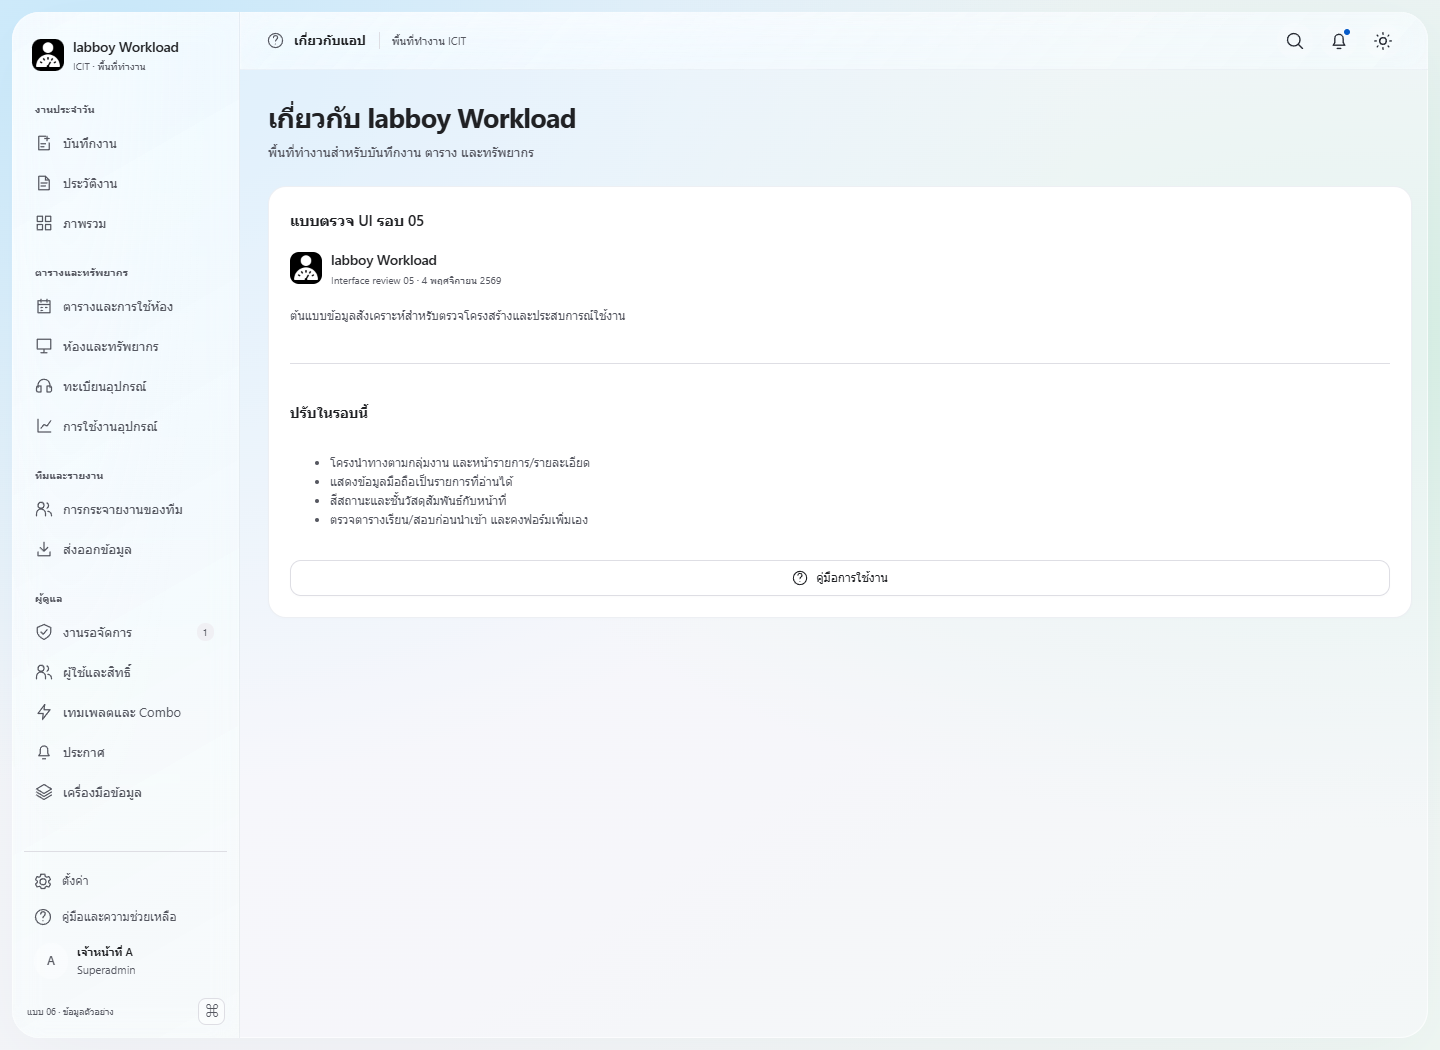 labboy Workload
ICIT · พื้นที่ทำงาน
งานประจำวัน
บันทึกงาน
ประวัติงาน
ภาพรวม
ตารางและทรัพยากร
ตารางและการใช้ห้อง
ห้องและทรัพยากร
ทะเบียนอุปกรณ์
การใช้งานอุปกรณ์
ทีมและรายงาน
การกระจายงานของทีม
ส่งออกข้อมูล
ผู้ดูแล
งานรอจัดการ 1
ผู้ใช้และสิทธิ์
เทมเพลตและ Combo
ประกาศ
เครื่องมือข้อมูล
ตั้งค่า
คู่มือและความช่วยเหลือ
A
เจ้าหน้าที่ A
Superadmin
แบบ 06 · ข้อมูลตัวอย่าง ⌘
เกี่ยวกับแอป พื้นที่ทำงาน ICIT
เกี่ยวกับ labboy Workload
พื้นที่ทำงานสำหรับบันทึกงาน ตาราง และทรัพยากร
แบบตรวจ UI รอบ 05
labboy Workload
Interface review 05 · 4 พฤศจิกายน 2569
ต้นแบบข้อมูลสังเคราะห์สำหรับตรวจโครงสร้างและประสบการณ์ใช้งาน
ปรับในรอบนี้
• โครงนำทางตามกลุ่มงาน และหน้ารายการ/รายละเอียด
• แสดงข้อมูลมือถือเป็นรายการที่อ่านได้
• สีสถานะและชั้นวัสดุสัมพันธ์กับหน้าที่
• ตรวจตารางเรียน/สอบก่อนนำเข้า และคงฟอร์มเพิ่มเอง
คู่มือการใช้งาน